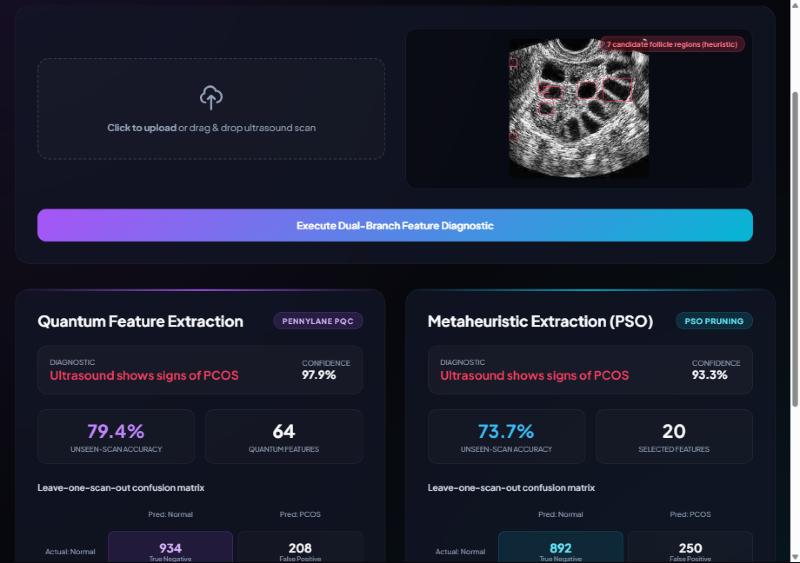 7 candidate follicle regions (heuristic)
Click to upload or drag & drop ultrasound scan
Execute Dual-Branch Feature Diagnostic
Quantum Feature Extraction
PENNYLANE PQC
DIAGNOSTIC
Ultrasound shows signs of PCOS
CONFIDENCE
97.9%
79.4%
UNSEEN-SCAN ACCURACY
64
QUANTUM FEATURES
Leave-one-scan-out confusion matrix
Pred: Normal
Pred: PCOS
Actual: Normal
934
True Negative
208
False Positive
Metaheuristic Extraction (PSO)
PSO PRUNING
DIAGNOSTIC
Ultrasound shows signs of PCOS
CONFIDENCE
93.3%
73.7%
UNSEEN-SCAN ACCURACY
20
SELECTED FEATURES
Leave-one-scan-out confusion matrix
Pred: Normal
Pred: PCOS
Actual: Normal
892
True Negative
250
False Positive